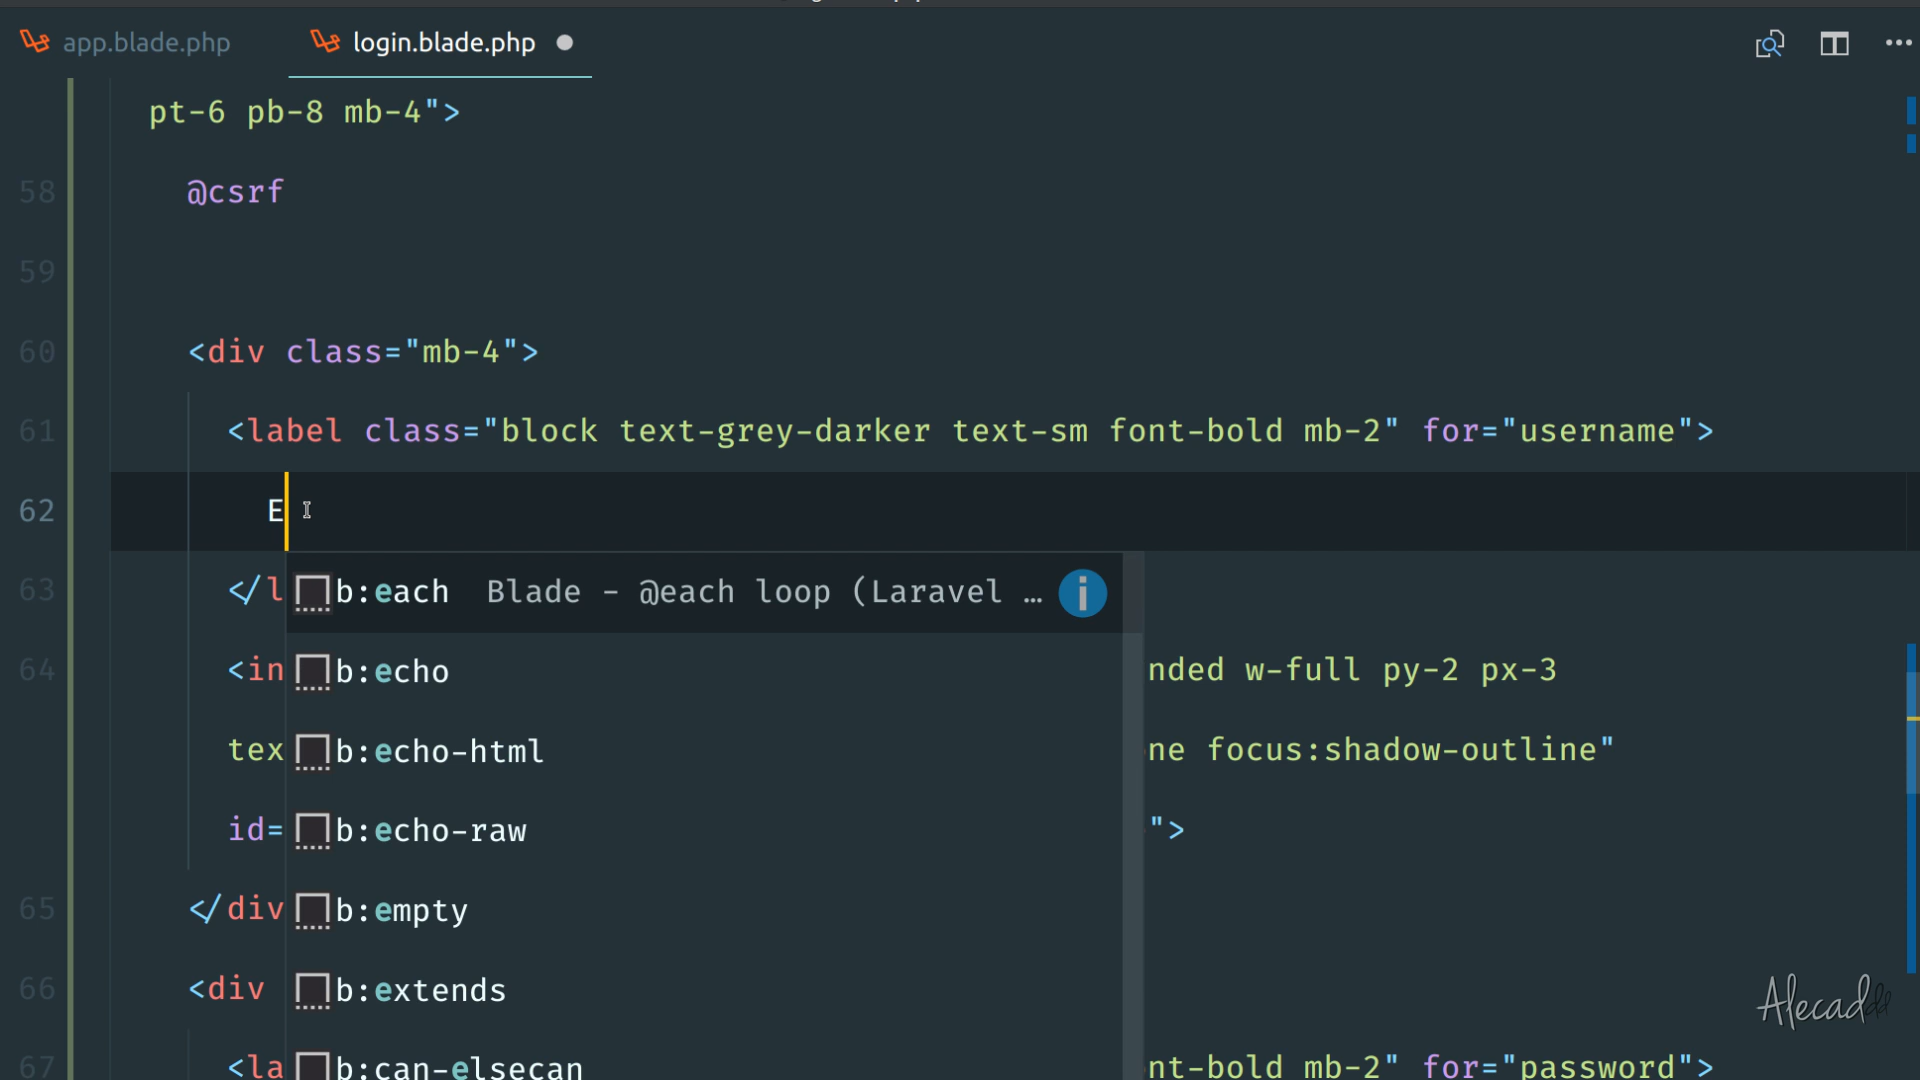 app.blade.php login.blade.php
pt-6 pb-8 mb-4">
58 @csrf
59
60 <div class="mb-4">
61 <label class="block text-grey-darker text-sm font-bold mb-2" for="username">
62 E
63 </l b:each Blade - @each loop (Laravel …
64 <in b:echo nded w-full py-2 px-3
tex b:echo-html ne focus:shadow-outline"
id= b:echo-raw ">
65 </div b:empty
66 <div b:extends
67 <la b:can-elsecan nt-bold mb-2" for="password">
Alecaddd